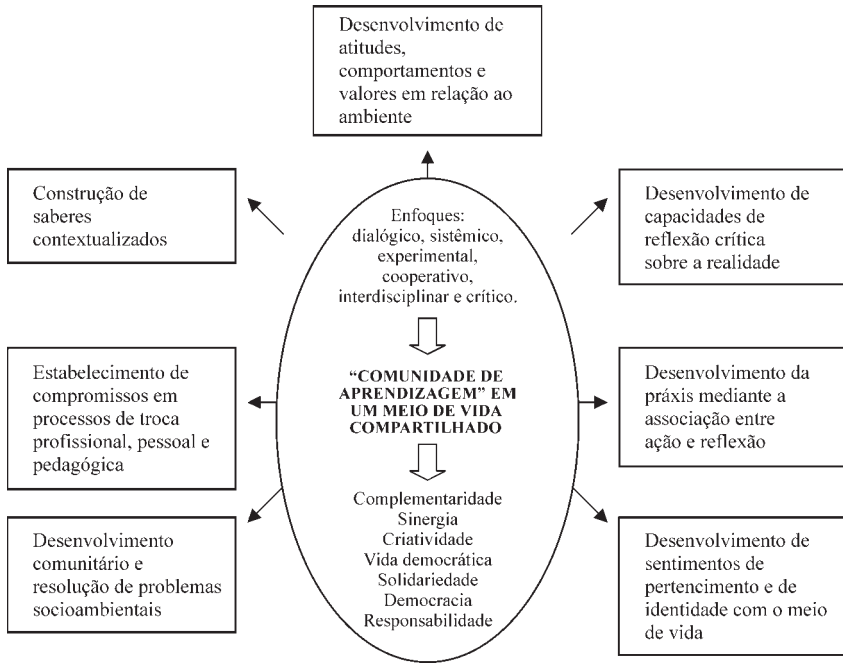 Desenvolvimento de
atitudes,
comportamentos e
valores em relação ao
ambiente
Construção de
saberes
contextualizados
Desenvolvimento de
capacidades de
reflexão crítica
sobre a realidade
Enfoques:
dialógico, sistêmico,
experimental,
cooperativo,
interdisciplinar e crítico.
Estabelecimento de
compromissos em
processos de troca
profissional, pessoal e
pedagógica
“COMUNIDADE DE
APRENDIZAGEM” EM
UM MEIO DE VIDA
COMPARTILHADO
Desenvolvimento da
práxis mediante a
associação entre
ação e reflexão
Complementaridade
Sinergia
Criatividade
Vida democrática
Solidariedade
Democracia
Responsabilidade
Desenvolvimento
comunitário e
resolução de problemas
socioambientais
Desenvolvimento de
sentimentos de
pertencimento e de
identidade com o meio
de vida